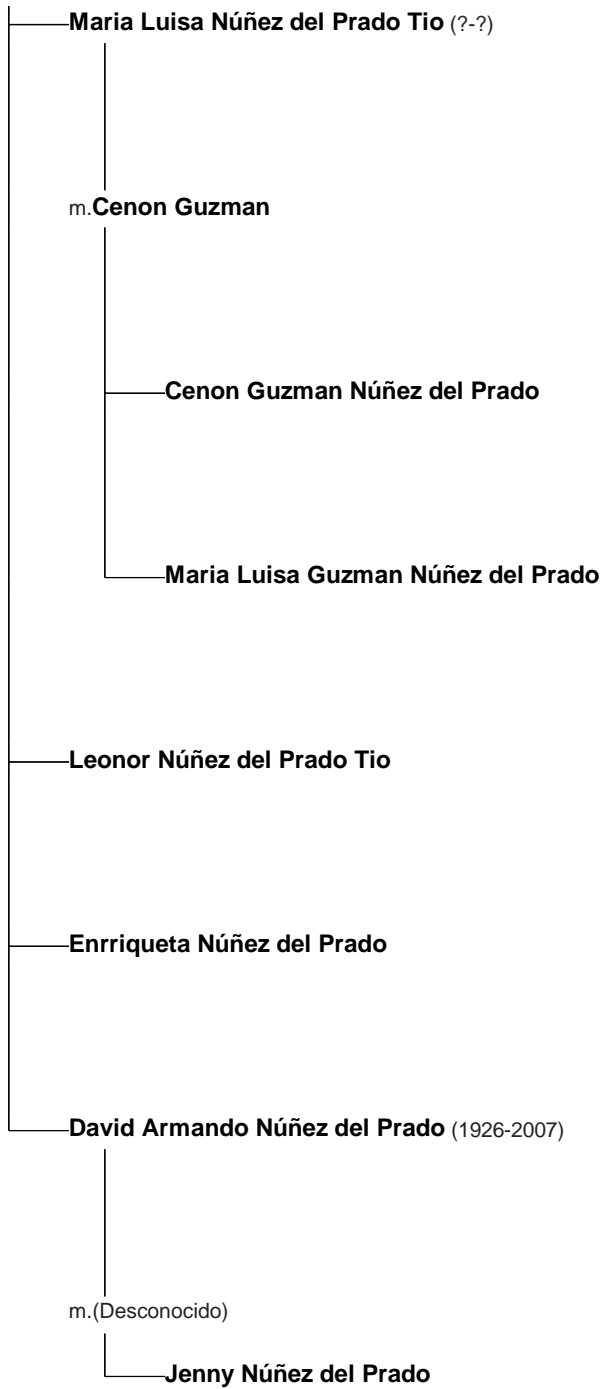 Maria Luisa Núñez del Prado Tio (?-?)
m.Cenon Guzman
Cenon Guzman Núñez del Prado
Maria Luisa Guzman Núñez del Prado
Leonor Núñez del Prado Tio
Enrriqueta Núñez del Prado
David Armando Núñez del Prado (1926-2007)
m.(Desconocido)
Jenny Núñez del Prado